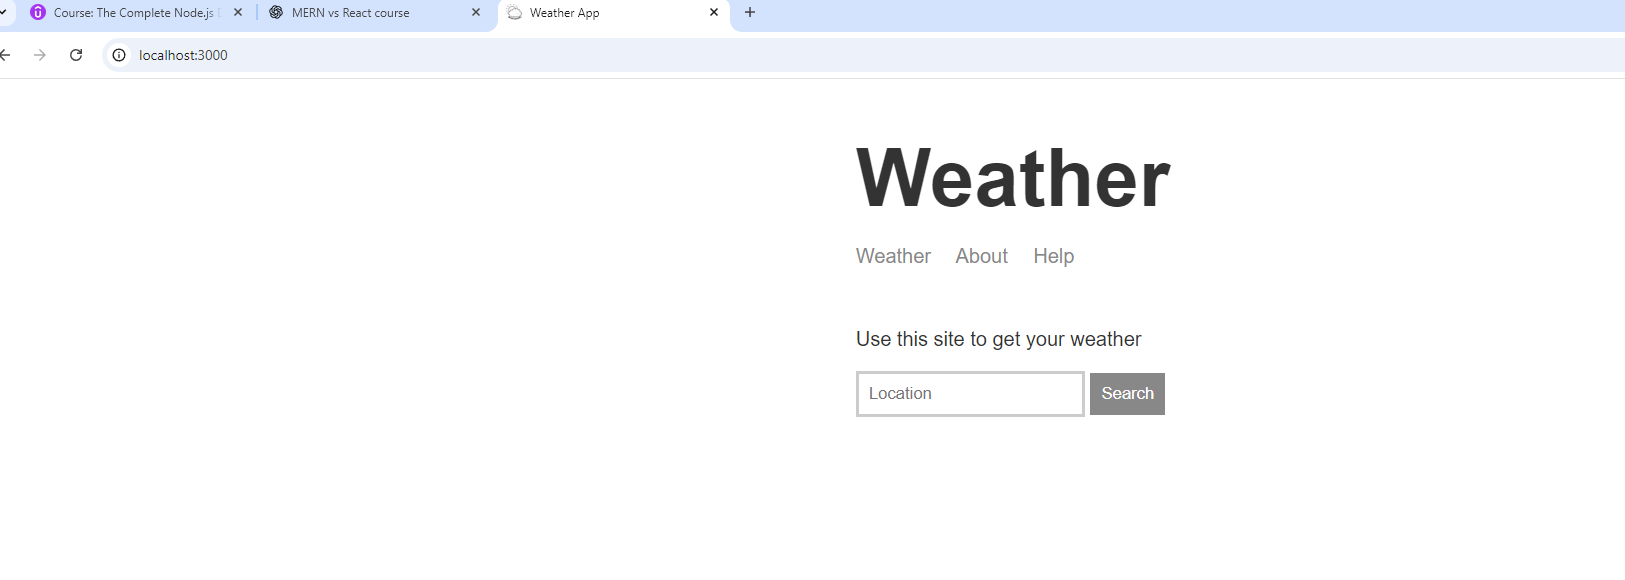 Course: The Complete Node.js
MERN vs React course
Weather App
localhost:3000
Weather
Weather About Help
Use this site to get your weather
Location Search